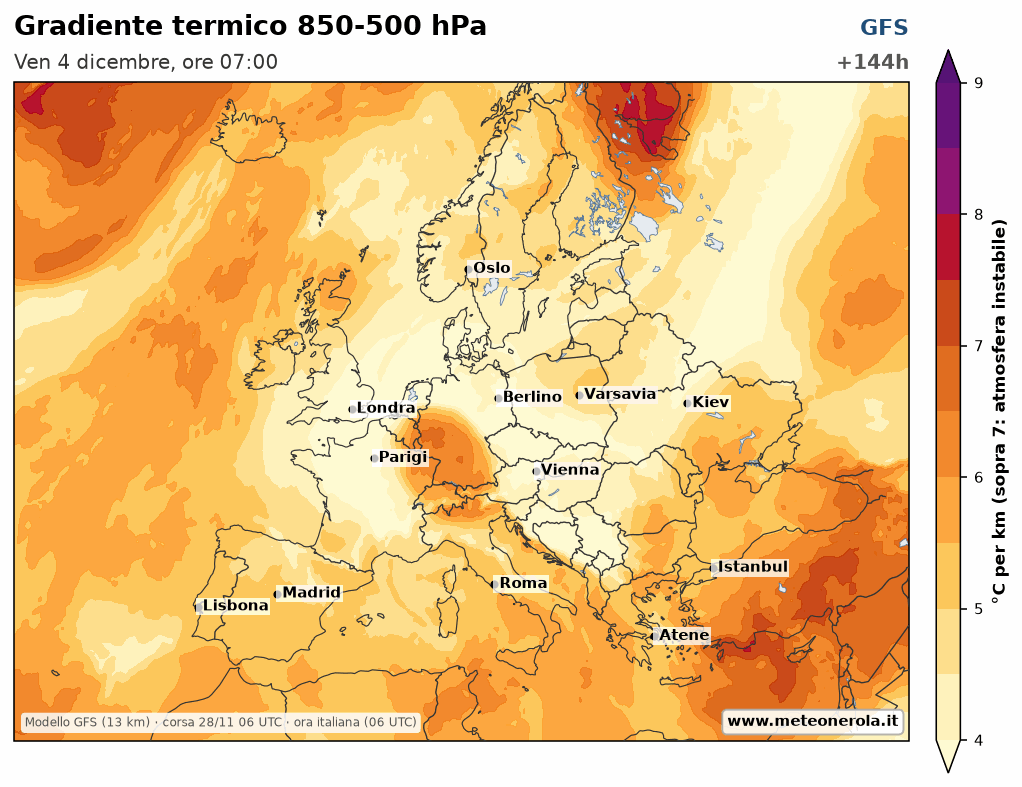 Gradiente termico 850-500 hPa
GFS
Ven 4 dicembre, ore 07:00
+144h
Oslo
Londra
Berlino
Varsavia
Kiev
Parigi
Vienna
Istanbul
Roma
Madrid
Lisbona
Atene
Modello GFS (13 km) · corsa 28/11 06 UTC · ora italiana (06 UTC)
www.meteonerola.it
9
8
7
6
5
4
°C per km (sopra 7: atmosfera instabile)